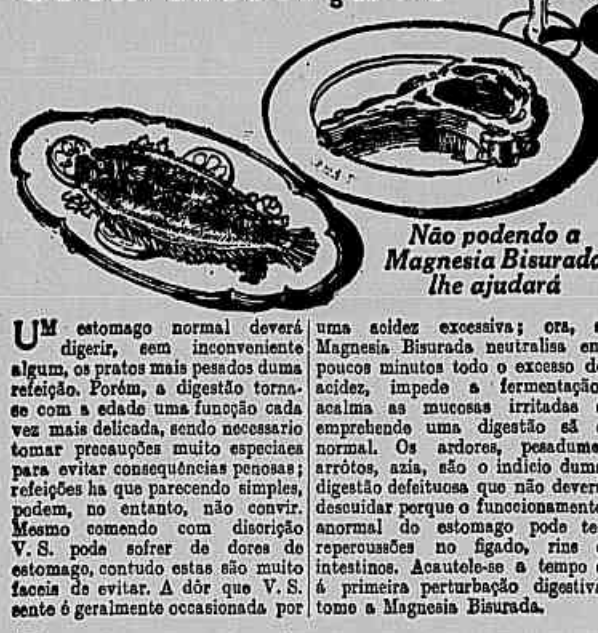 Não podendo a
Magnesia Bisurada
lhe ajudará
UM estomago normal deverá
digerir, sem inconveniente
algum, os pratos mais pesados duma
refeição. Porém, a digestão torna-
se com a edade uma funcção cada
vez mais delicada, sendo necessario
tomar precauções muito especiaes
para evitar consequências penosas;
refeições ha que parecendo simples,
podem, no entanto, não convir.
Mesmo comendo com discrição
V. S. pode sofrer de dores de
estomago, contudo estas são muito
faceis de evitar. A dôr que V. S.
sente é geralmente occasionada por
uma acidez excessiva; ora, a
Magnesia Bisurada neutralisa em
poucos minutos todo o excesso de
acidez, impede a fermentação
acalma as mucosas irritadas e
emprehende uma digestão sã e
normal. Os ardores, pesadume
arrótos, azia, são o indicio duma
digestão defeituosa que não devem
descuidar porque o funccionamento
anormal do estomago pode ter
repercussões no figado, rins e
intestinos. Acautele-se a tempo e
á primeira perturbação digestiva
tome a Magnesia Bisurada.